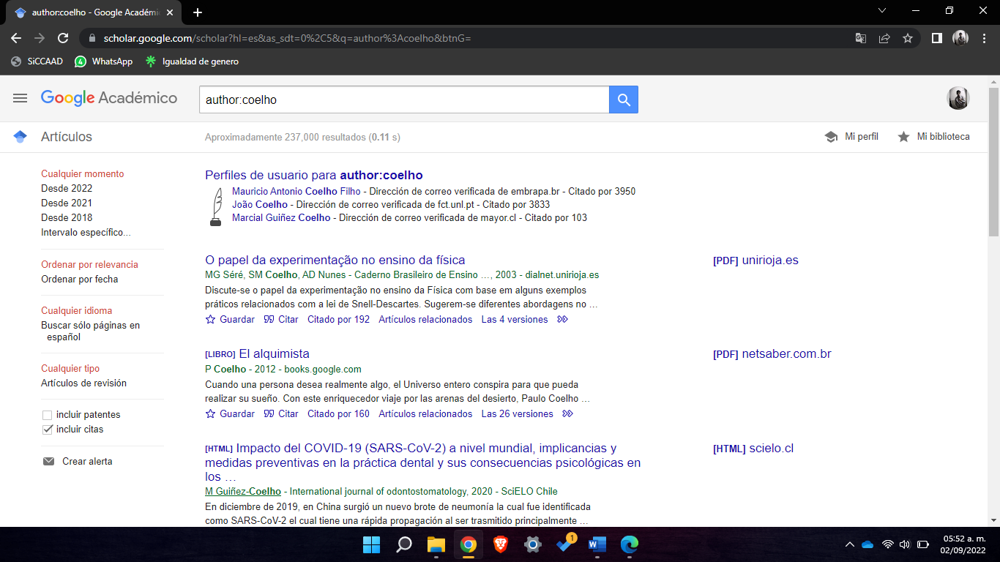 author:coelho - Google Académi
scholar.google.com/scholar?hl=es&as_sdt=0%2C5&q=author%3Acoelho&btnG=
SiCCAAD
WhatsApp
Igualdad de genero
Google Académico
author:coelho
Artículos
Aproximadamente 237,000 resultados (0.11 s)
Mi perfil
Mi biblioteca
Cualquier momento
Desde 2022
Desde 2021
Desde 2018
Intervalo específico...
Ordenar por relevancia
Ordenar por fecha
Cualquier idioma
Buscar sólo páginas en
español
Cualquier tipo
Artículos de revisión
incluir patentes
incluir citas
Crear alerta
Perfiles de usuario para author:coelho
Mauricio Antonio Coelho Filho - Dirección de correo verificada de embrapa.br - Citado por 3950
João Coelho - Dirección de correo verificada de fct.unl.pt - Citado por 3833
Marcial Guiñez Coelho - Dirección de correo verificada de mayor.cl - Citado por 103
O papel da experimentação no ensino da física
[PDF] unirioja.es
MG Séré, SM Coelho, AD Nunes - Caderno Brasileiro de Ensino …, 2003 - dialnet.unirioja.es
Discute-se o papel da experimentação no ensino da Física com base em alguns exemplos
práticos relacionados com a lei de Snell-Descartes. Sugerem-se diferentes abordagens no …
Guardar Citar Citado por 192 Artículos relacionados Las 4 versiones
[LIBRO] El alquimista
[PDF] netsaber.com.br
P Coelho - 2012 - books.google.com
Cuando una persona desea realmente algo, el Universo entero conspira para que pueda
realizar su sueño. Con este enriquecedor viaje por las arenas del desierto, Paulo Coelho …
Guardar Citar Citado por 160 Artículos relacionados Las 26 versiones
[HTML] Impacto del COVID-19 (SARS-CoV-2) a nivel mundial, implicancias y
medidas preventivas en la práctica dental y sus consecuencias psicológicas en
los …
[HTML] scielo.cl
M Guiñez-Coelho - International journal of odontostomatology, 2020 - SciELO Chile
En diciembre de 2019, en China surgió un nuevo brote de neumonía la cual fue identificada
como SARS-CoV-2 el cual tiene una rápida propagación al ser trasmitido principalmente …
1
05:52 a. m.
02/09/2022